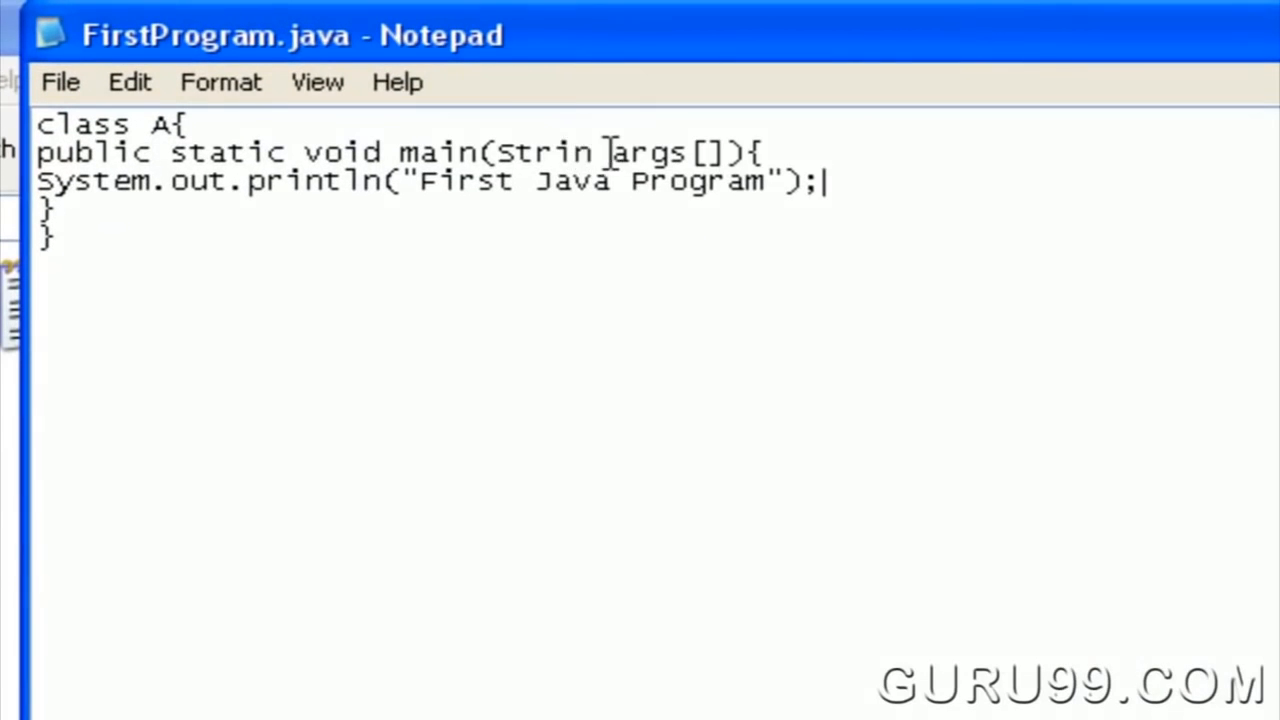 FirstProgram.java - Notepad
File Edit Format View Help
class A{
public static void main(Strin args[]){
System.out.println("First Java Program");
}
}
GURU99.COM